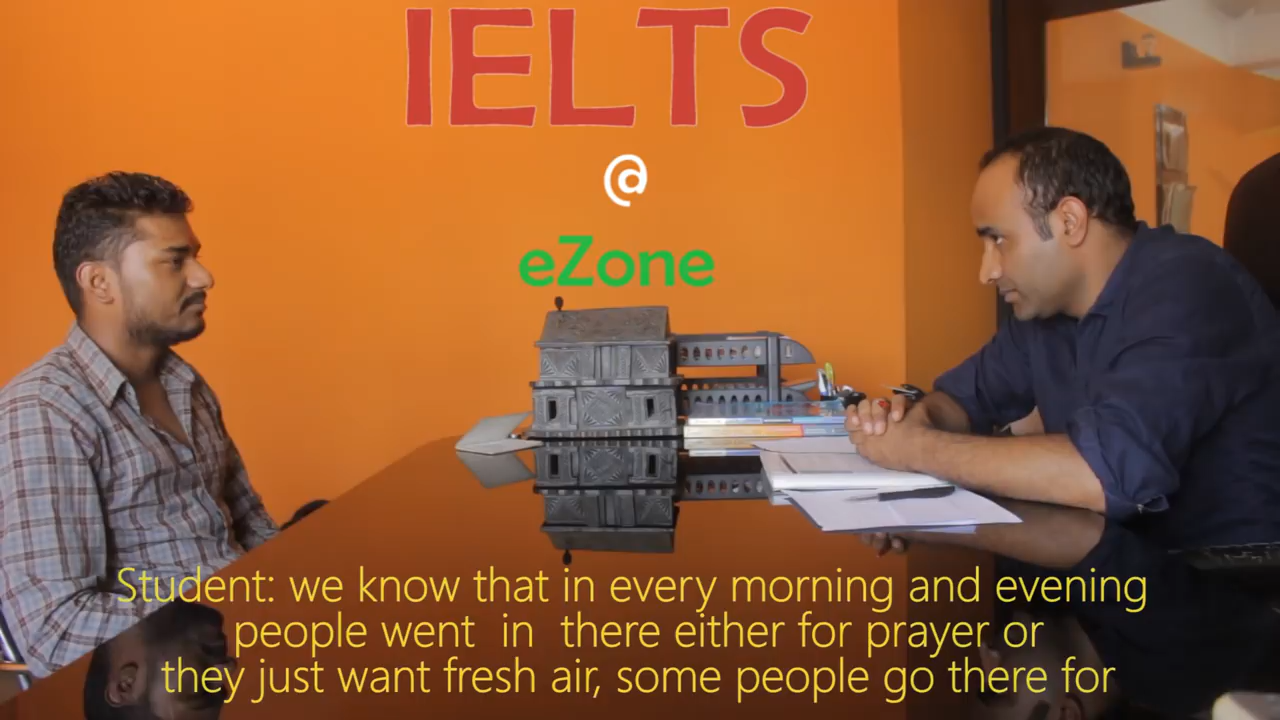 IELTS
@
eZone
Student: we know that in every morning and evening
people went in there either for prayer or
they just want fresh air, some people go there for